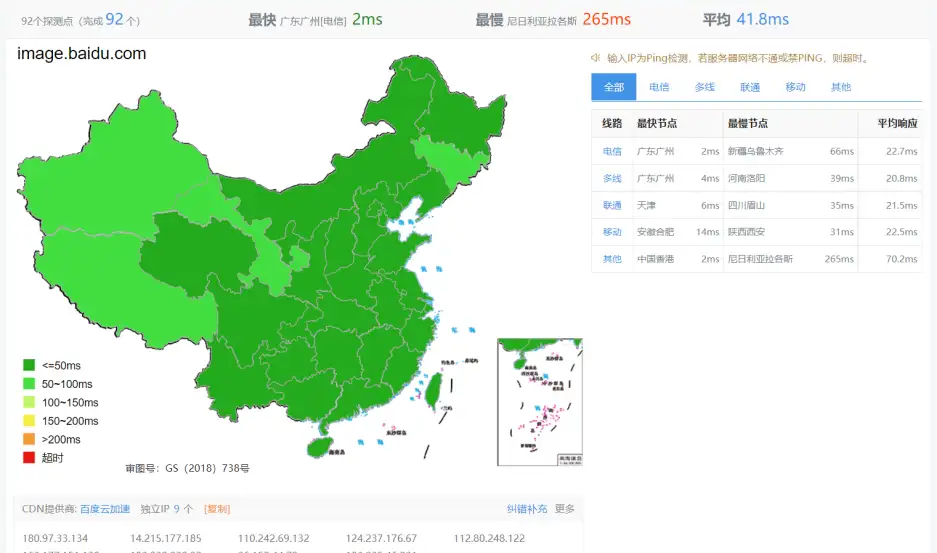 92个探测点（完成 92 个） 最快 广东广州[电信] 2ms 最慢 尼日利亚拉各斯 265ms 平均 41.8ms
image.baidu.com
输入IP为Ping检测，若服务器网络不通或禁PING，则超时。
全部 电信 多线 联通 移动 其他
线路 最快节点 最慢节点 平均响应
电信 广东广州 2ms 新疆乌鲁木齐 66ms 22.7ms
多线 广东广州 4ms 河南洛阳 39ms 20.8ms
联通 天津 6ms 四川眉山 35ms 21.5ms
移动 安徽合肥 14ms 陕西西安 31ms 22.5ms
其他 中国香港 2ms 尼日利亚拉各斯 265ms 70.2ms
<=50ms
50~100ms
100~150ms
150~200ms
>200ms
超时
审图号：GS（2018）738号
东沙群岛
海南岛
CDN提供商: 百度云加速 独立IP 9 个 [复制] 纠错补充 更多
180.97.33.134 14.215.177.185 110.242.69.132 124.237.176.67 112.80.248.122